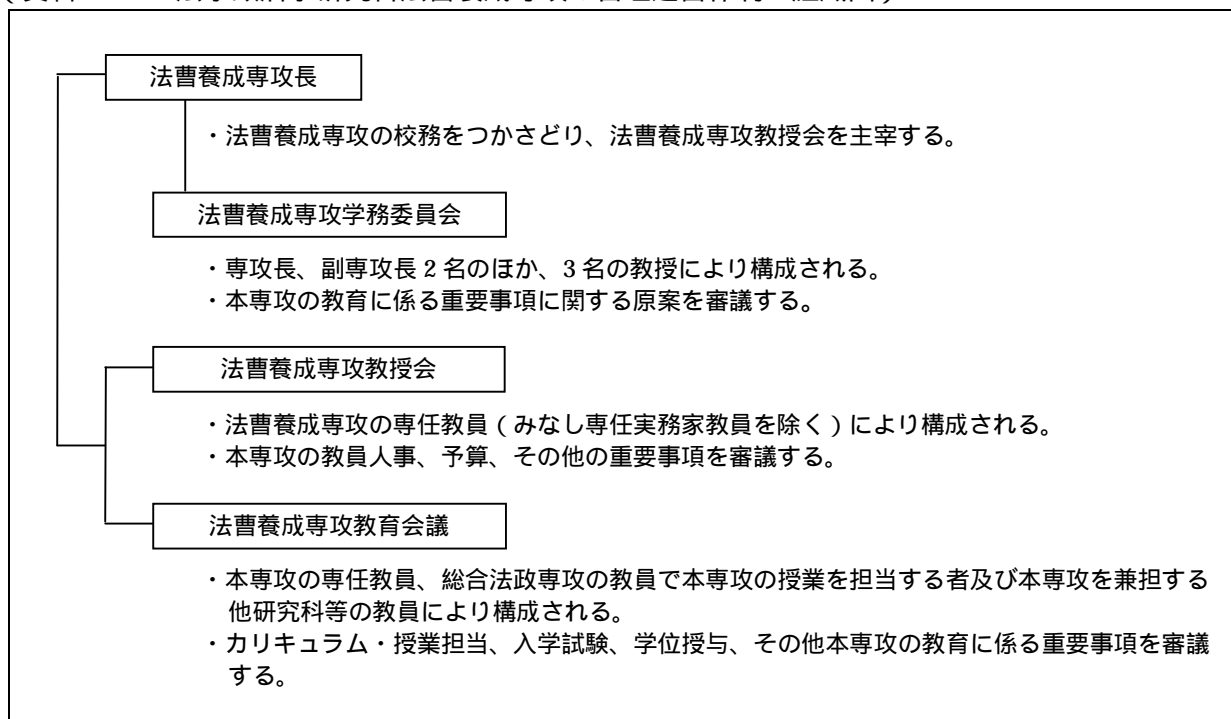 法曹養成専攻長
・法曹養成専攻の校務をつかさどり、法曹養成専攻教授会を主宰する。
法曹養成専攻学務委員会
・専攻長、副専攻長 2 名のほか、3 名の教授により構成される。
・本専攻の教育に係る重要事項に関する原案を審議する。
法曹養成専攻教授会
・法曹養成専攻の専任教員(みなし専任実務家教員を除く)により構成される。
・本専攻の教員人事、予算、その他の重要事項を審議する。
法曹養成専攻教育会議
・本専攻の専任教員、総合法政専攻の教員で本専攻の授業を担当する者及び本専攻を兼担する
他研究科等の教員により構成される。
・カリキュラム・授業担当、入学試験、学位授与、その他本専攻の教育に係る重要事項を審議
する。